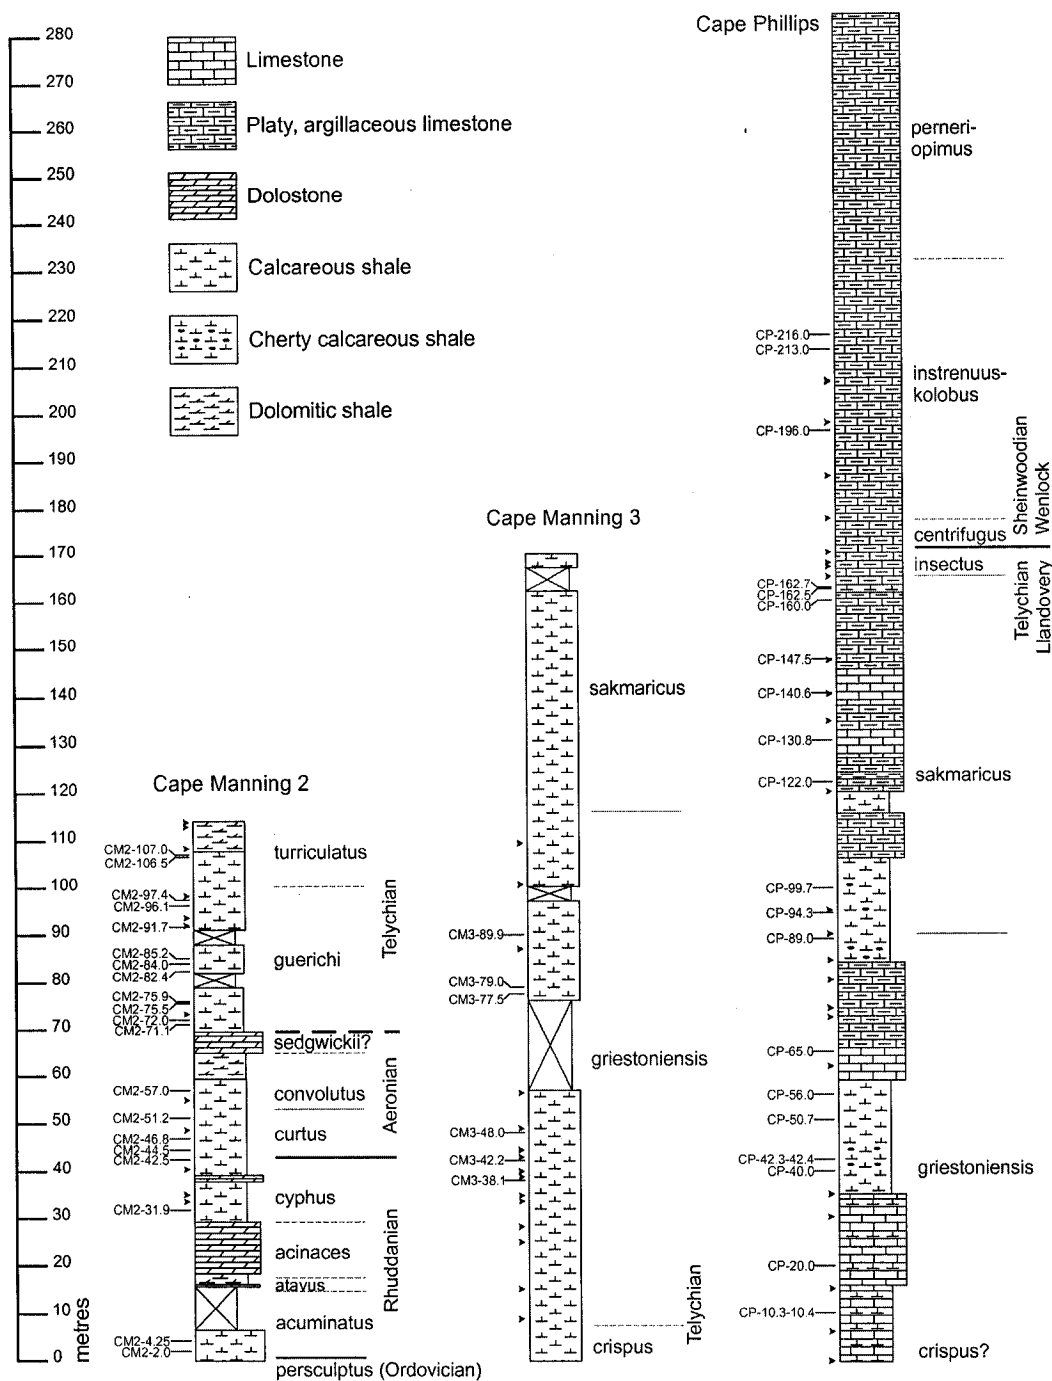 Cape Phillips
280
270
260
250
240
230
220
210
200
190
180
170
160
150
140
130
120
110
100
90
80
70
60
50
40
30
20
10
0
metres
Limestone
Platy, argillaceous limestone
Dolostone
Calcareous shale
Cherty calcareous shale
Dolomitic shale
Cape Manning 2
CM2-107.0
CM2-106.5
CM2-97.4
CM2-96.1
CM2-91.7
CM2-85.2
CM2-84.0
CM2-82.4
CM2-75.9
CM2-75.5
CM2-72.0
CM2-71.1
CM2-57.0
CM2-51.2
CM2-46.8
CM2-44.5
CM2-42.5
CM2-31.9
CM2-4.25
CM2-2.0
turriculatus
guerichi
sedgwickii?
convolutus
curtus
cyphus
acinaces
atavus
acuminatus
persculptus (Ordovician)
Telychian
Aeronian
Rhuddanian
Cape Manning 3
CM3-89.9
CM3-79.0
CM3-77.5
CM3-48.0
CM3-42.2
CM3-38.1
sakmaricus
griestoniensis
crispus
Telychian
CP-216.0
CP-213.0
CP-196.0
CP-162.7
CP-162.5
CP-160.0
CP-147.5
CP-140.6
CP-130.8
CP-122.0
CP-99.7
CP-94.3
CP-89.0
CP-65.0
CP-56.0
CP-50.7
CP-42.3-42.4
CP-40.0
CP-20.0
CP-10.3-10.4
perneri-
opimus
instrenuus-
kolobus
centrifugus
insectus
sakmaricus
griestoniensis
crispus?
Sheinwoodian
Wenlock
Telychian
Llandovery